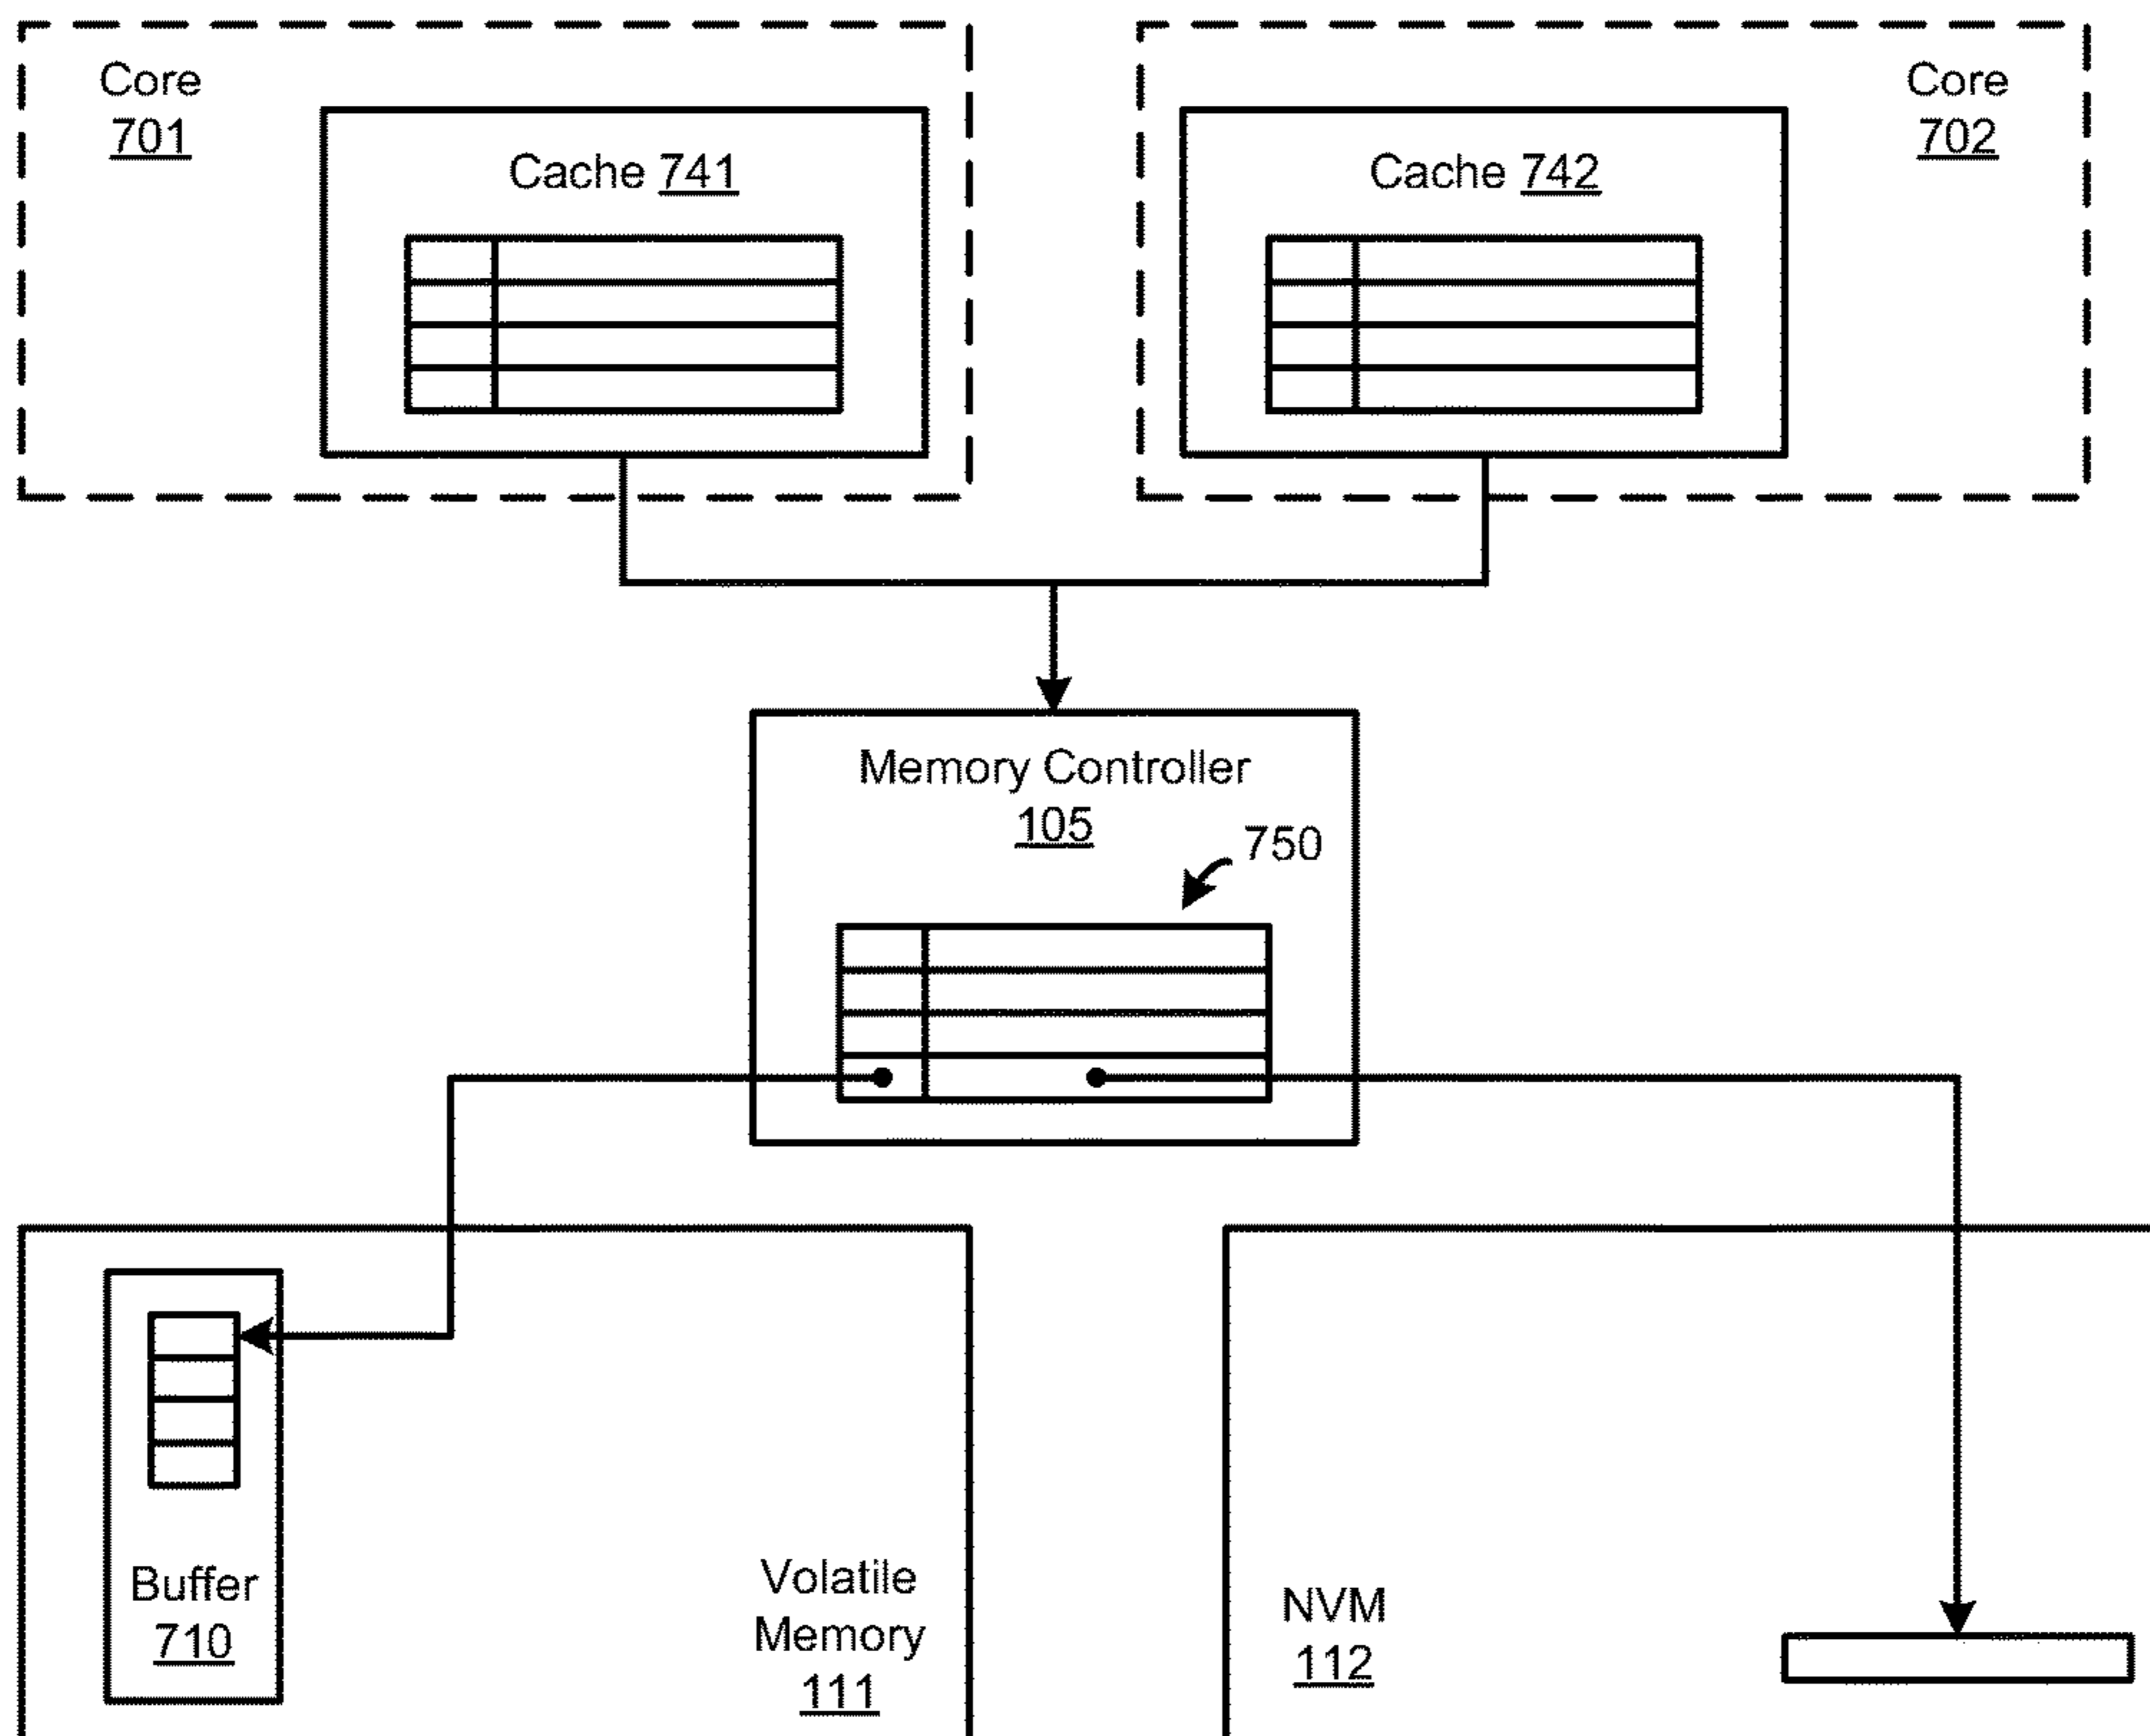 Core
701
Cache 741
Core
702
Cache 742
Memory Controller
105
750
Buffer
710
Volatile
Memory
111
NVM
112